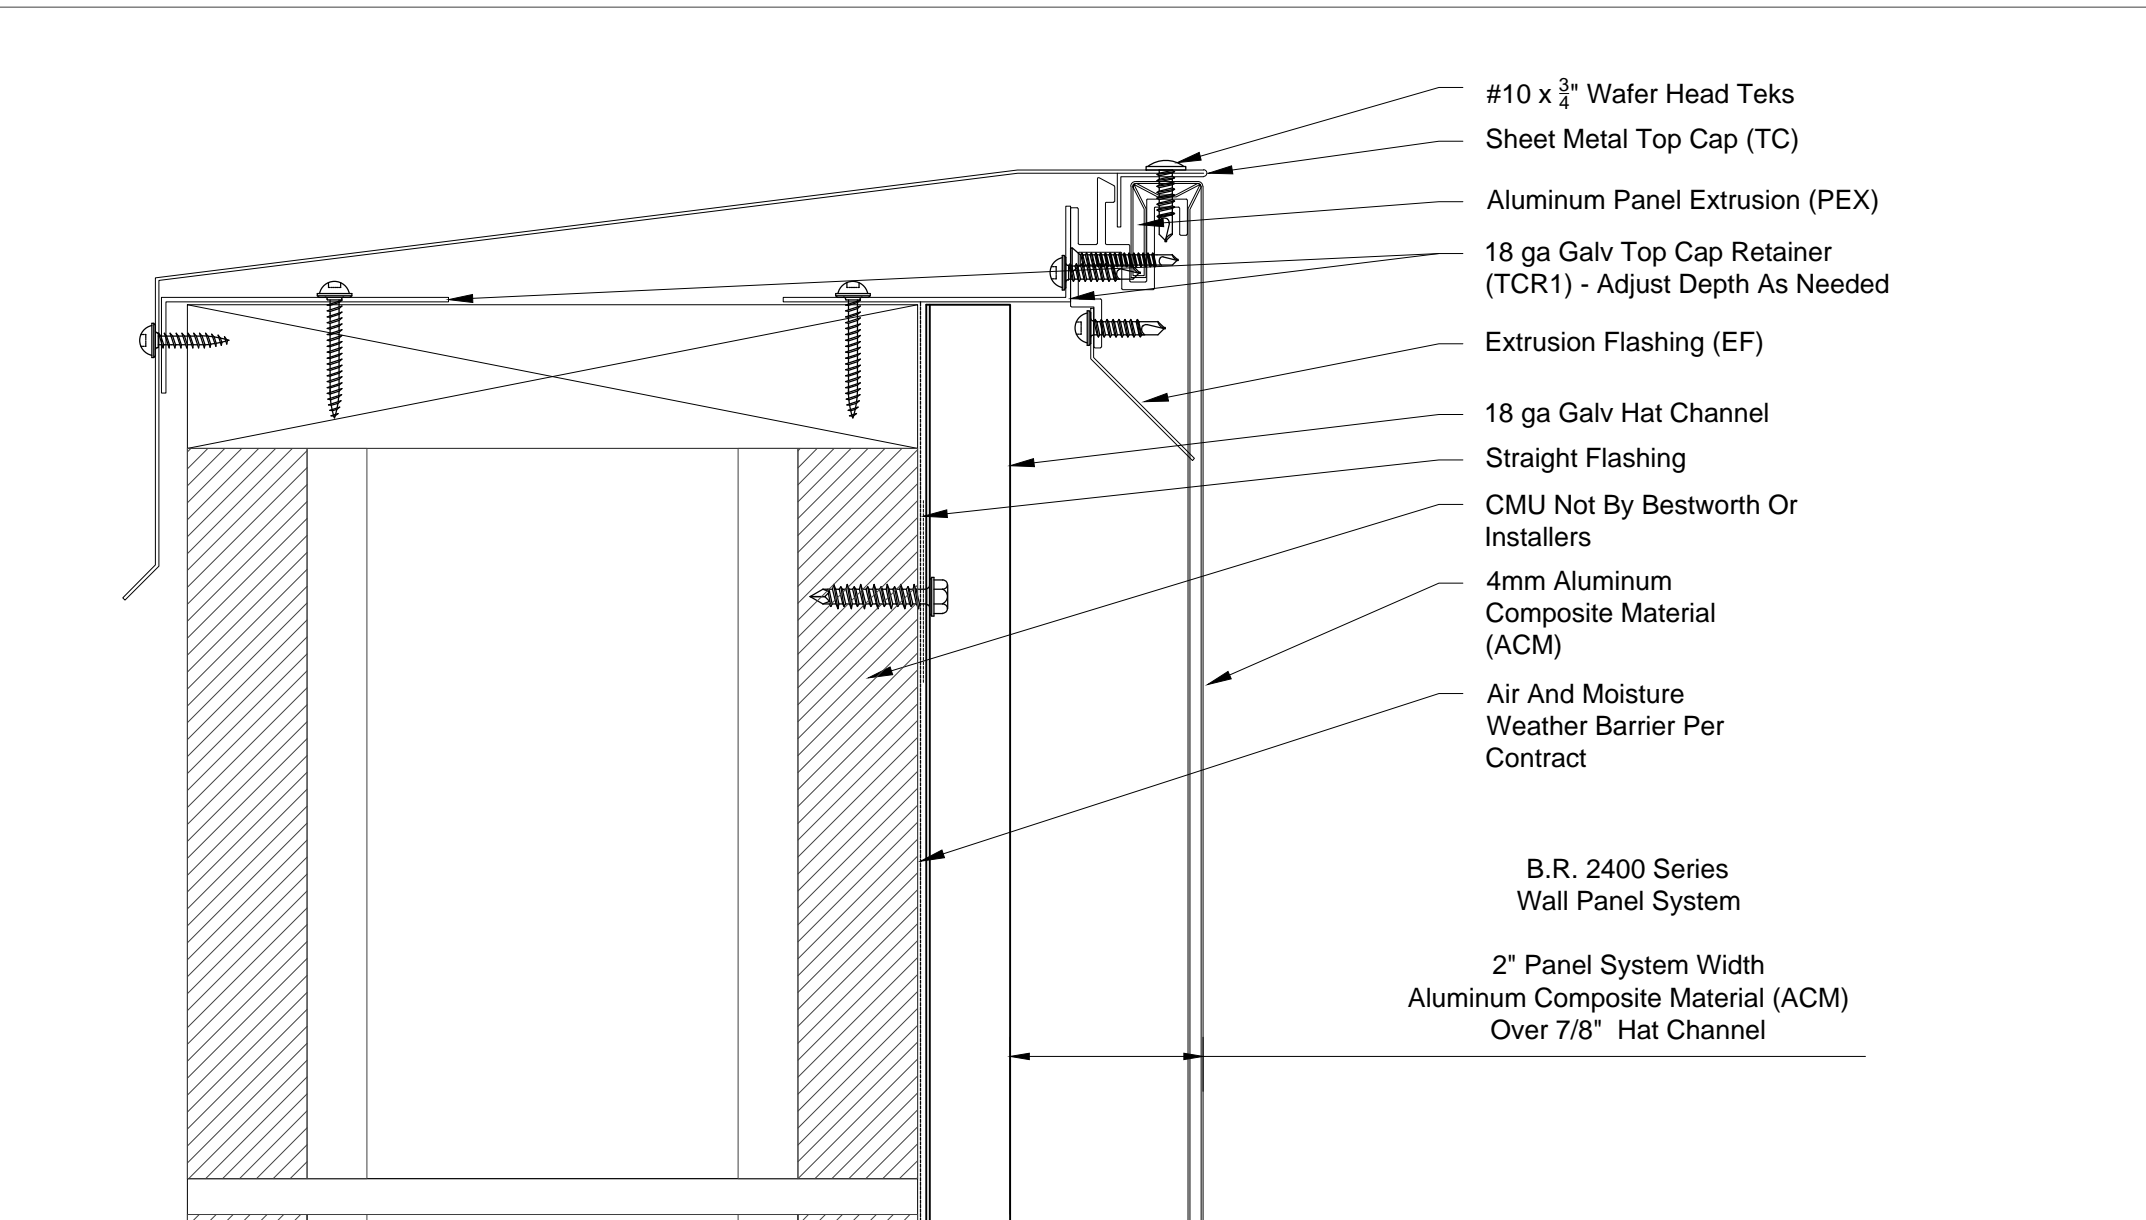 #10 x 3/4" Wafer Head Teks
Sheet Metal Top Cap (TC)
Aluminum Panel Extrusion (PEX)
18 ga Galv Top Cap Retainer
(TCR1) - Adjust Depth As Needed
Extrusion Flashing (EF)
18 ga Galv Hat Channel
Straight Flashing
CMU Not By Bestworth Or
Installers
4mm Aluminum
Composite Material
(ACM)
Air And Moisture
Weather Barrier Per
Contract
B.R. 2400 Series
Wall Panel System
2" Panel System Width
Aluminum Composite Material (ACM)
Over 7/8" Hat Channel